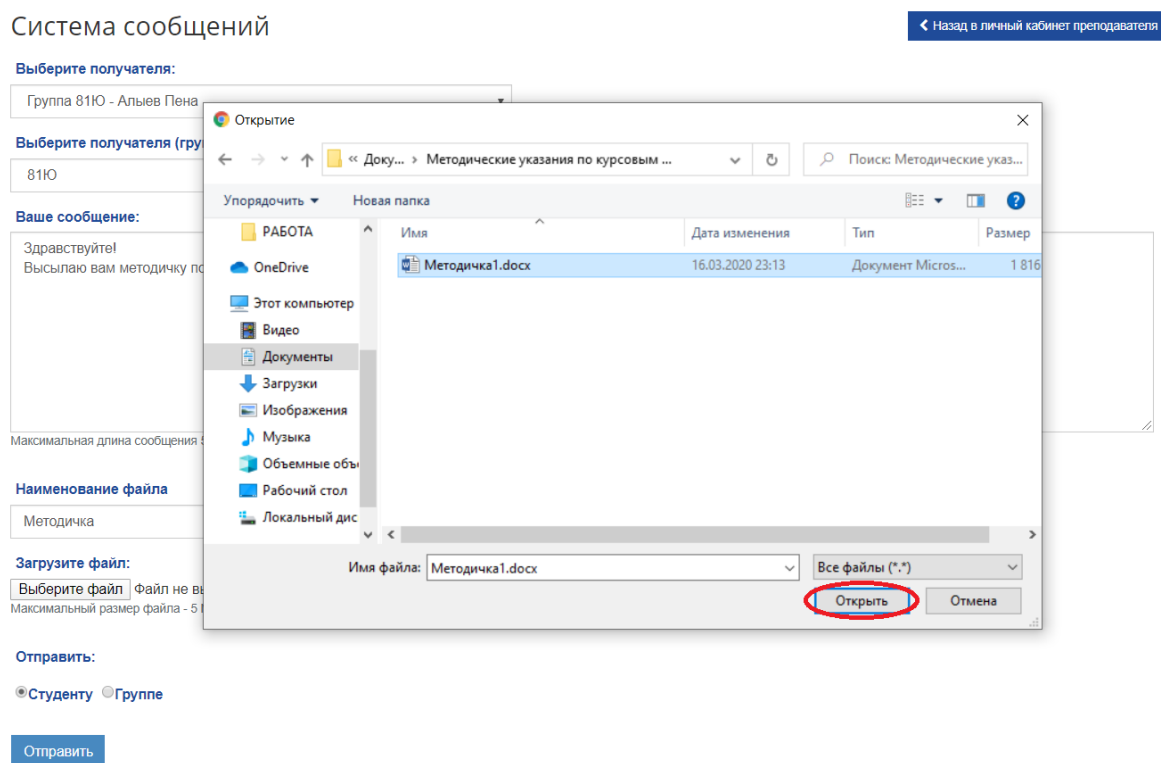 Система сообщений
Назад в личный кабинет преподавателя
Выберите получателя:
Группа 81Ю - Алыев Пена
Выберите получателя (гру
81Ю
Ваше сообщение:
Здравствуйте!
Высылаю вам методичку по
Максимальная длина сообщения 5
Наименование файла
Методичка
Загрузите файл:
Выберите файл Файл не вы
Максимальный размер файла - 5
Отправить:
Студенту Группе
Отправить
Открытие
« Доку... › Методические указания по курсовым ...
Поиск: Методические указ...
Упорядочить Новая папка
Имя Дата изменения Тип Размер
Методичка1.docx 16.03.2020 23:13 Документ Micros... 1 816
РАБОТА
OneDrive
Этот компьютер
Видео
Документы
Загрузки
Изображения
Музыка
Объемные объ
Рабочий стол
Локальный дис
Имя файла: Методичка1.docx Все файлы (*.*)
Открыть Отмена